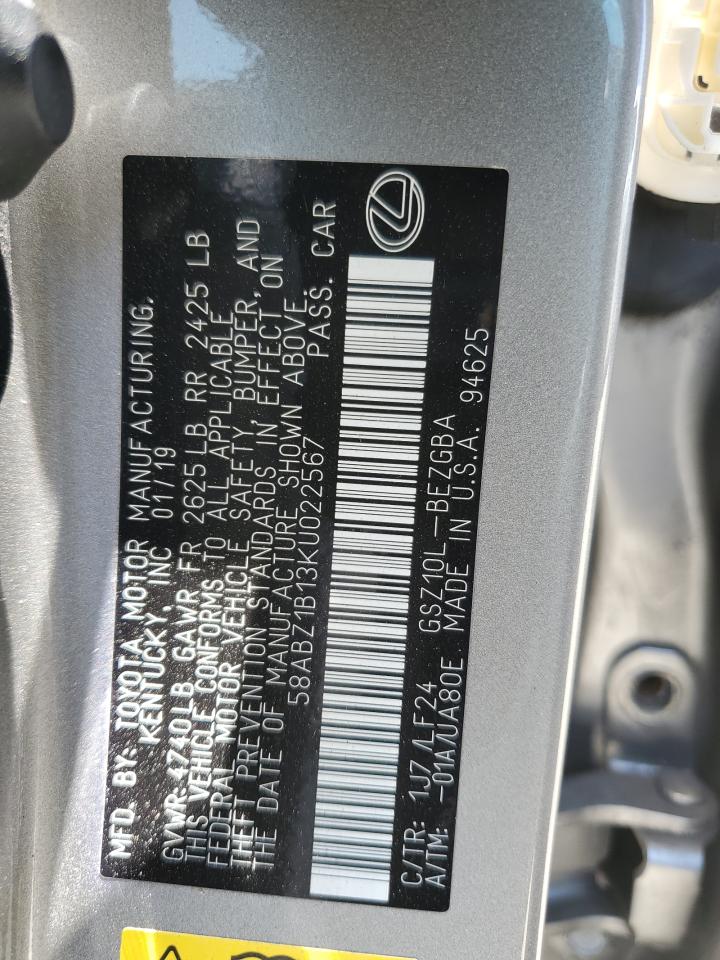 MFD. BY: TOYOTA MOTOR MANUFACTURING,
KENTUCKY, INC 01/19
GVWR 4740LB GAWR FR 2625 LB RR 2425 LB
THIS VEHICLE CONFORMS TO ALL APPLICABLE
FEDERAL MOTOR VEHICLE SAFETY, BUMPER, AND
THEFT PREVENTION STANDARDS IN EFFECT ON
THE DATE OF MANUFACTURE SHOWN ABOVE.
58ABZ1B13KU022567 PASS. CAR
C/TR: 1J7/LF24 GSZ10L-BEZGBA
A/TM: -01A/UA80E MADE IN U.S.A. 94625